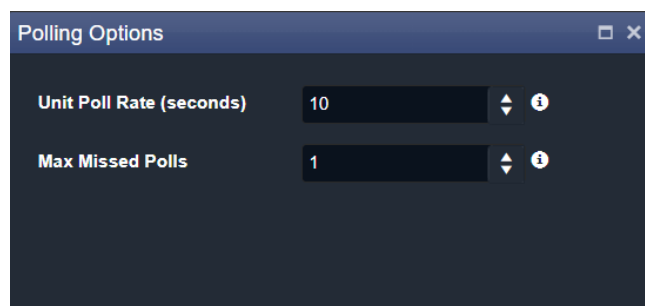 Polling Options
Unit Poll Rate (seconds) 10
Max Missed Polls 1